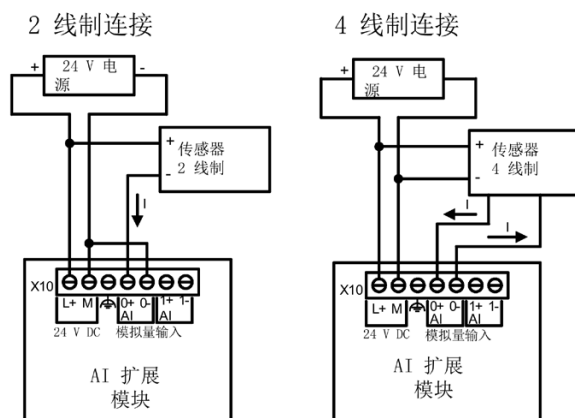 2 线制连接
+
24 V 电
源
-
+
传感器
2 线制
-
I
X10
L+ M 0+ 0- 1+ 1-
AI AI
24 V DC 模拟量输入
AI 扩展
模块
4 线制连接
+
24 V 电
源
-
+
传感器
4 线制
-
I
I
X10
L+ M 0+ 0- 1+ 1-
AI AI
24 V DC 模拟量输入
AI 扩展
模块